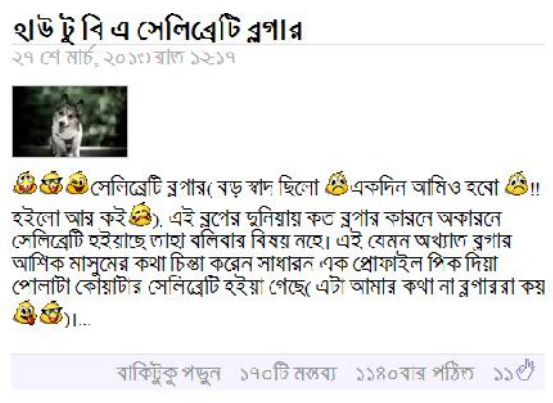 হাউ টু বি এ সেলিব্রেটি ব্লগার
২৭ শে মার্চ, ২০১৩ রাত ১২:১৭
সেলিব্রেটি ব্লগার( বড় স্বাদ ছিলো একদিন আমিও হবো !!
হইলো আর কই), এই ব্লগের দুনিয়ায় কত ব্লগার কারনে অকারনে
সেলিব্রেটি হইয়াছে তাহা বলিবার বিষয় নহে। এই যেমন অখ্যাত ব্লগার
আশিক মাসুমের কথা চিন্তা করেন সাধারন এক প্রোফাইল পিক দিয়া
পোলাটা কোয়াটার সেলিব্রেটি হইয়া গেছে( এটা আমার কথা না ব্লগাররা কয়
)।...
বাকিটুকু পড়ুন ১৭০টি মন্তব্য ১১৪০বার পঠিত ১১